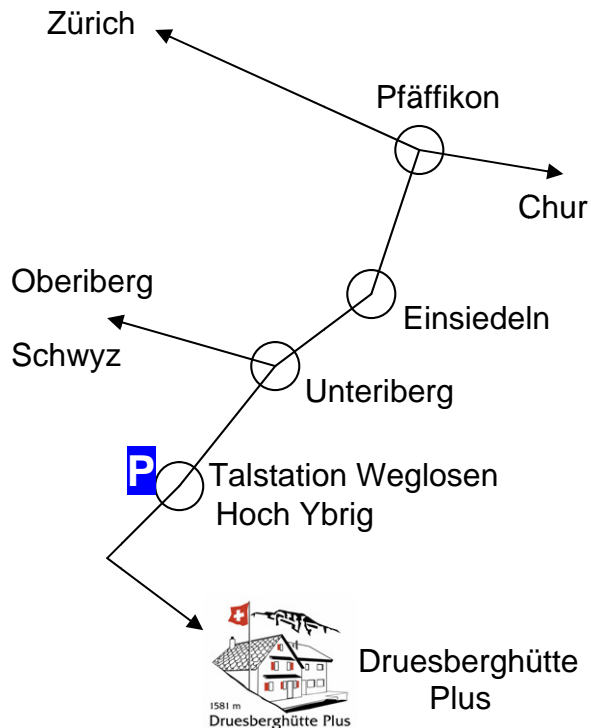 Zürich
Pfäffikon
Chur
Oberiberg
Einsiedeln
Schwyz
Unteriberg
P
Talstation Weglosen
Hoch Ybrig
1581 m
Druesberghütte Plus
Druesberghütte
Plus